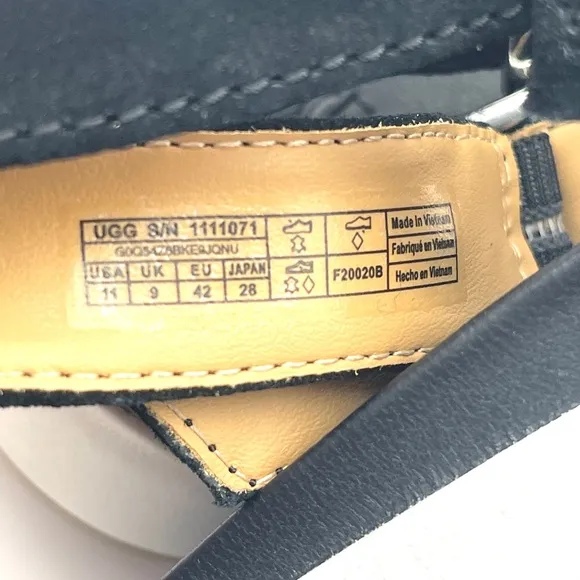 UGG S/N 1111071
USA UK EU JAPAN
11 9 42 28
F20020B
Made in Vietnam
Fabriqué en Vietnam
Hecho en Vietnam